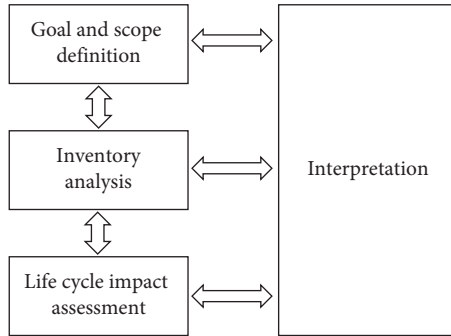 Goal and scope
definition
Inventory
analysis
Interpretation
Life cycle impact
assessment